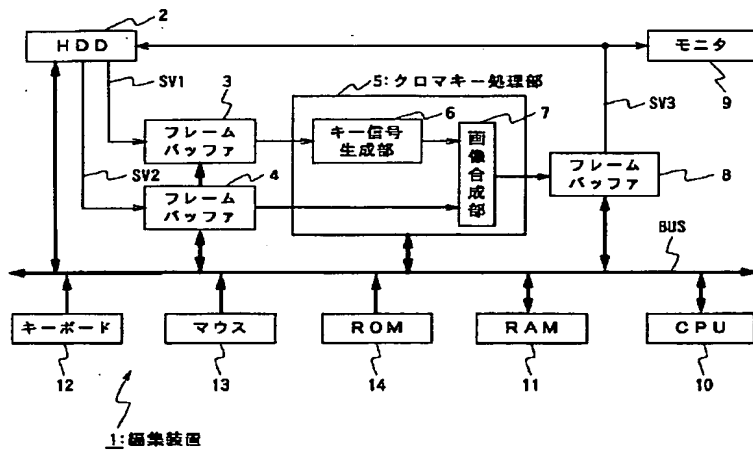 2
HDD
モニタ
SV1
3
5:クロマキー処理部
SV3
9
フレーム
バッファ
6
キー信号
生成部
7
画像合成部
SV2
4
フレーム
バッファ
フレーム
バッファ
8
BUS
キーボード
マウス
ROM
RAM
CPU
12
13
14
11
10
1:編集装置